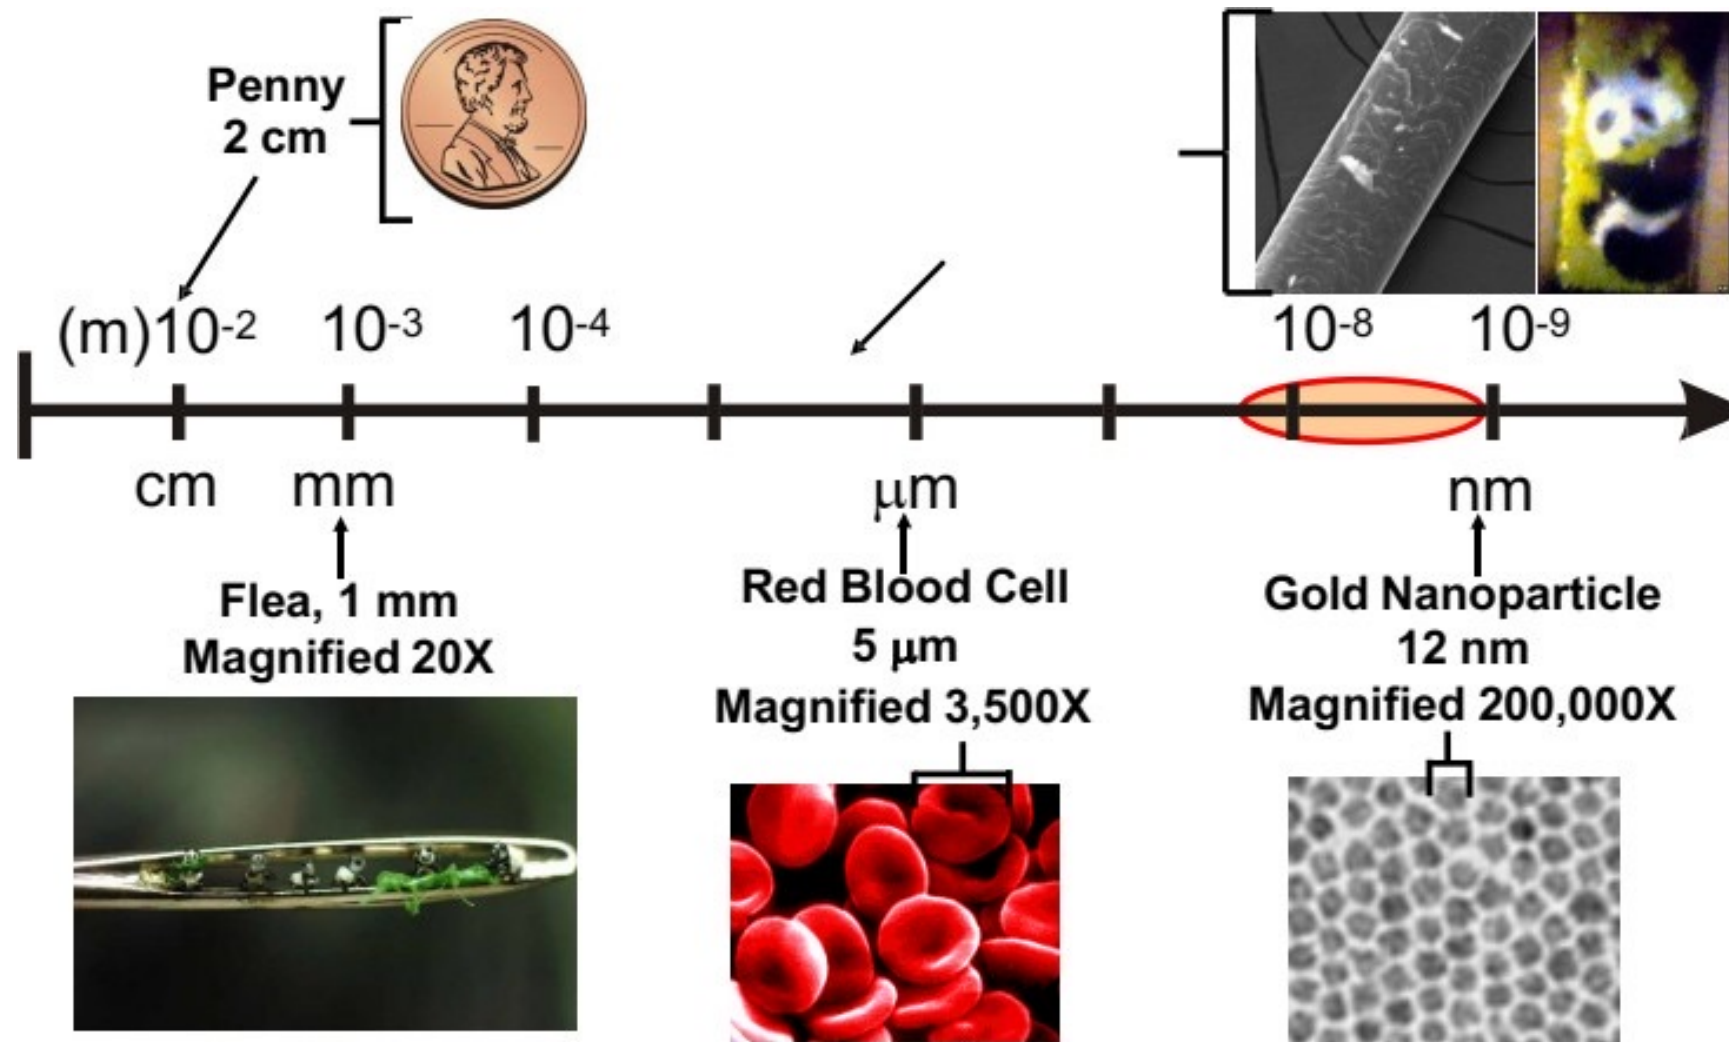 Penny
2 cm
(m)10-2 10-3 10-4 10-8 10-9
cm mm μm nm
Flea, 1 mm
Magnified 20X
Red Blood Cell
5 μm
Magnified 3,500X
Gold Nanoparticle
12 nm
Magnified 200,000X